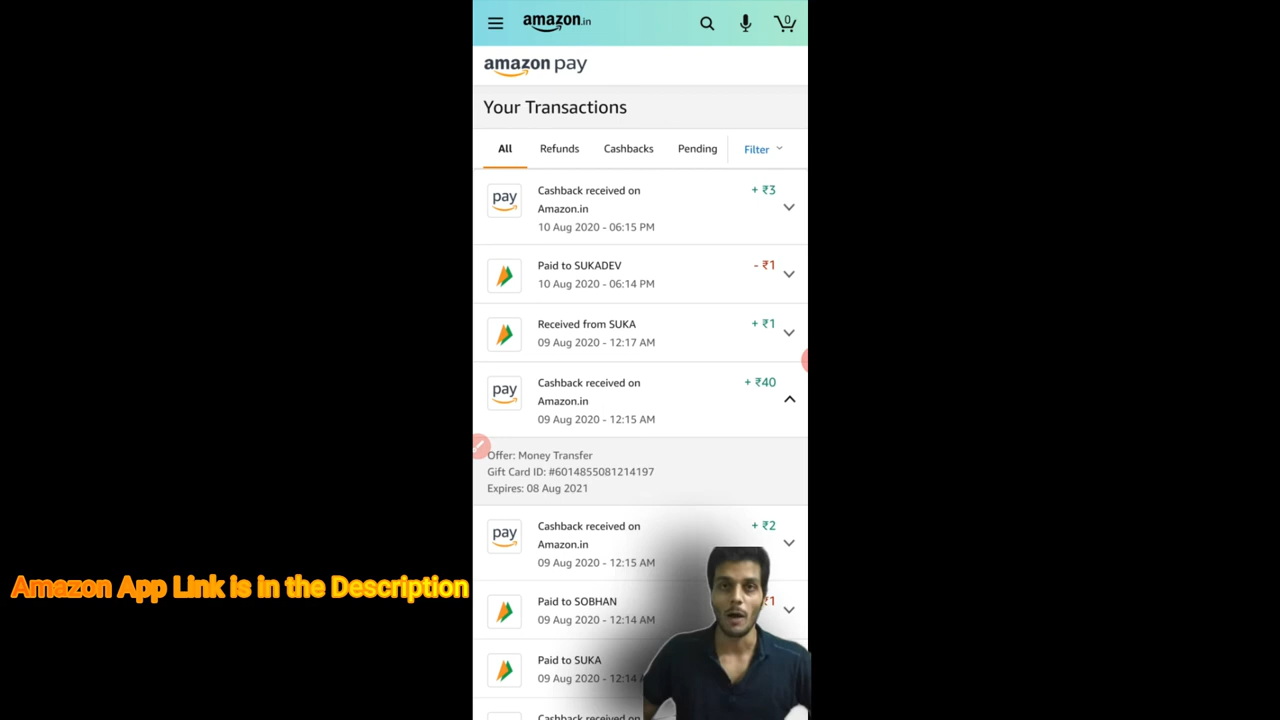 amazon.in
0
amazon pay
Your Transactions
All Refunds Cashbacks Pending Filter
pay Cashback received on + ₹3
Amazon.in
10 Aug 2020 - 06:15 PM
Paid to SUKADEV - ₹1
10 Aug 2020 - 06:14 PM
Received from SUKA + ₹1
09 Aug 2020 - 12:17 AM
pay Cashback received on + ₹40
Amazon.in
09 Aug 2020 - 12:15 AM
Offer: Money Transfer
Gift Card ID: #6014855081214197
Expires: 08 Aug 2021
pay Cashback received on + ₹2
Amazon.in
09 Aug 2020 - 12:15 AM
Amazon App Link is in the Description
Paid to SOBHAN ₹1
09 Aug 2020 - 12:14 AM
Paid to SUKA
09 Aug 2020 - 12:14
Cashback received on